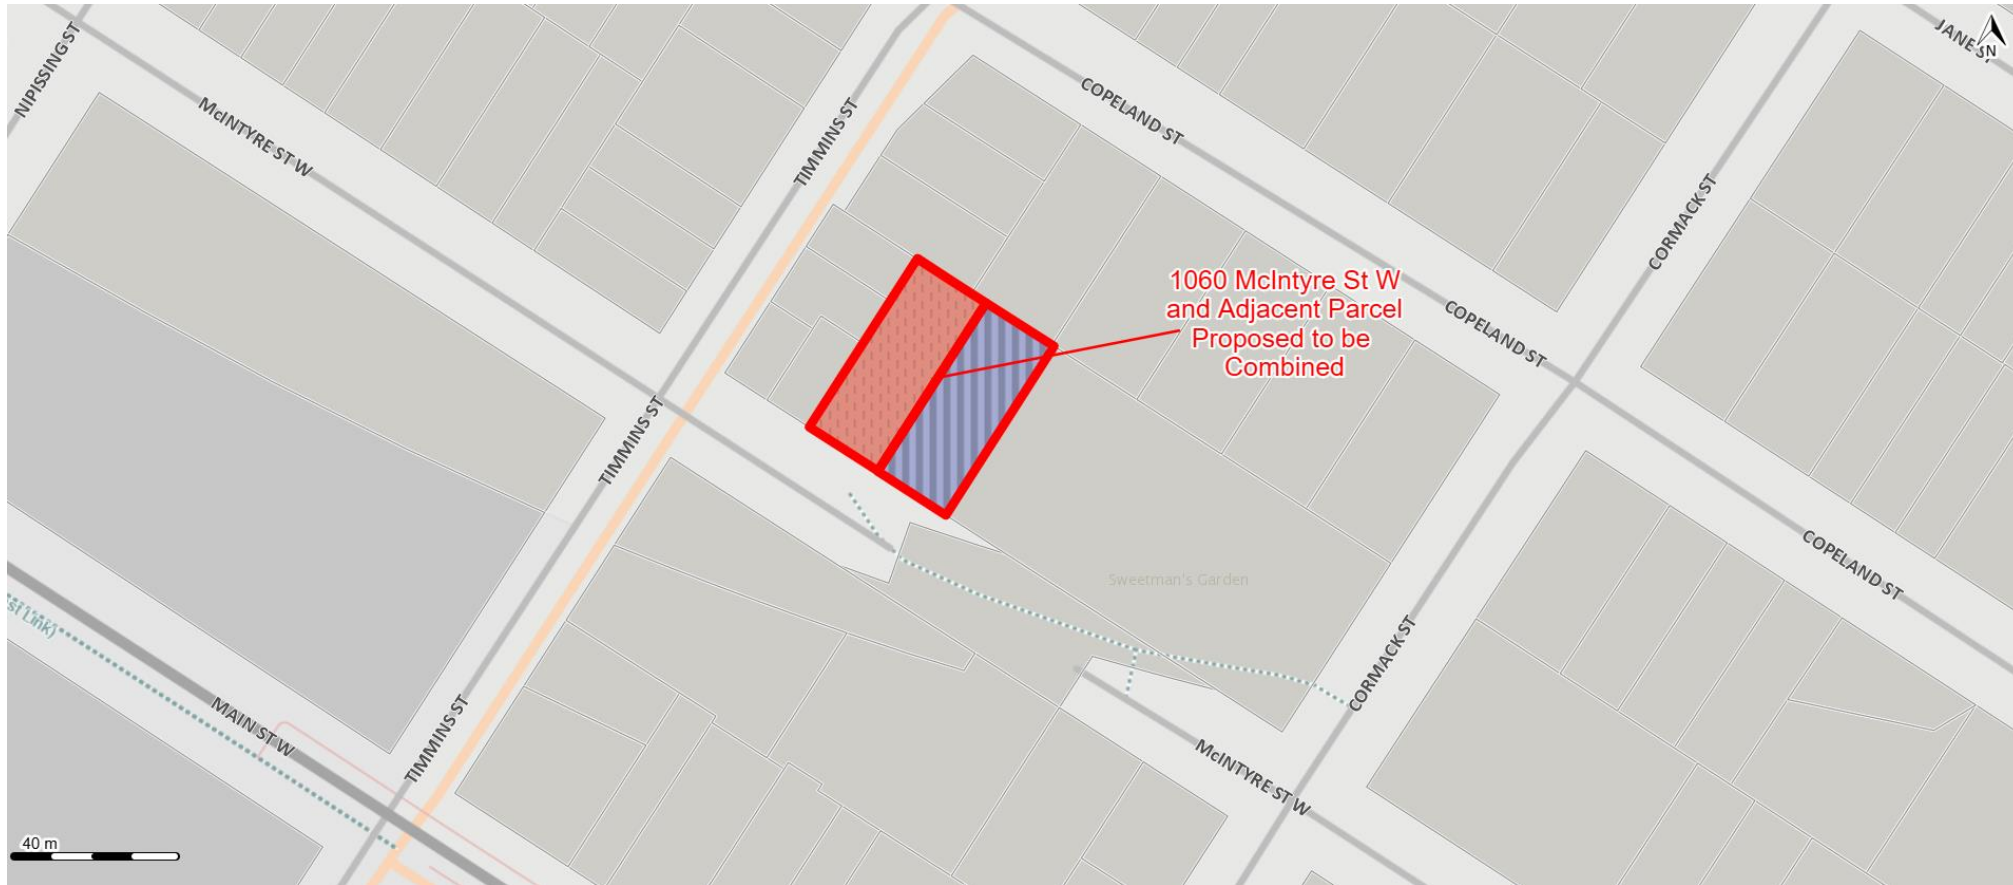 NIPISSING ST
McINTYRE ST W
TIMMINS ST
COPELAND ST
JANE ST
N
CORMACK ST
1060 McIntyre St W
and Adjacent Parcel
Proposed to be
Combined
COPELAND ST
TIMMINS ST
COPELAND ST
Sweetman's Garden
st Link)
CORMACK ST
MAIN ST W
TIMMINS ST
McINTYRE ST W
40 m